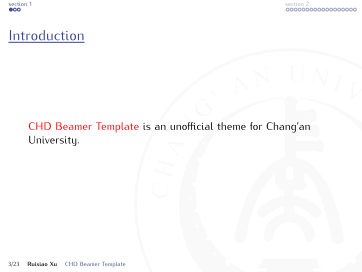 section 1
section 2
Introduction
CHD Beamer Template is an unofficial theme for Chang'an
University.
CHANG'AN UNIV
3/23 Ruixiao Xu CHD Beamer Template